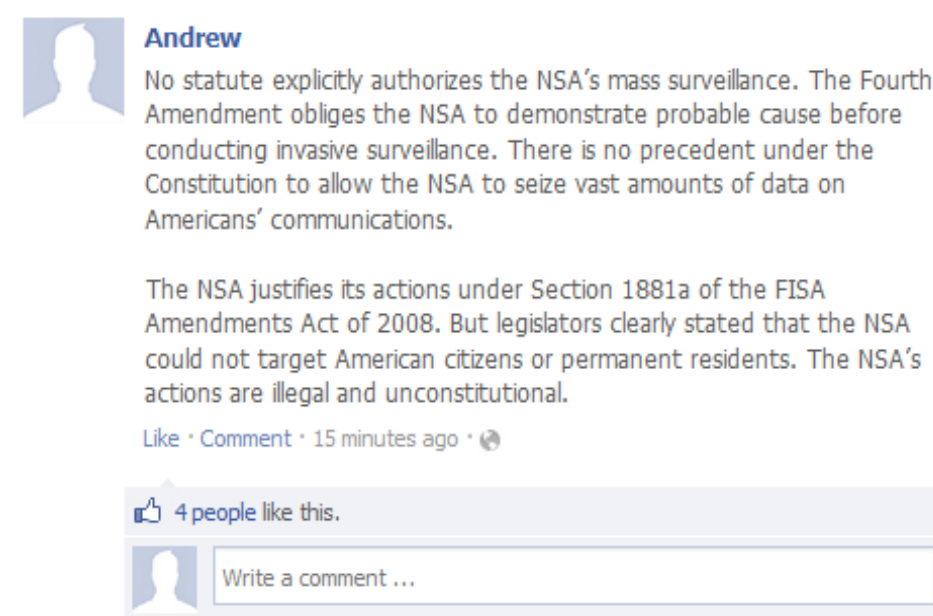 Andrew
No statute explicitly authorizes the NSA's mass surveillance. The Fourth
Amendment obliges the NSA to demonstrate probable cause before
conducting invasive surveillance. There is no precedent under the
Constitution to allow the NSA to seize vast amounts of data on
Americans' communications.
The NSA justifies its actions under Section 1881a of the FISA
Amendments Act of 2008. But legislators clearly stated that the NSA
could not target American citizens or permanent residents. The NSA's
actions are illegal and unconstitutional.
Like · Comment · 15 minutes ago ·
4 people like this.
Write a comment ...